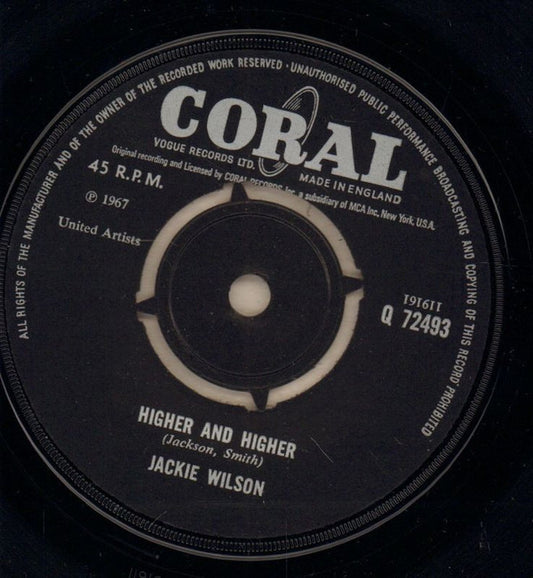 ALL RIGHTS OF THE MANUFACTURER AND OF THE OWNER OF THE RECORDED WORK RESERVED · UNAUTHORISED PUBLIC PERFORMANCE BROADCASTING AND COPYING OF THIS RECORD PROHIBITED
CORAL
VOGUE RECORDS LTD.
MADE IN ENGLAND
Original recording and Licensed by CORAL RECORDS Inc. a subsidiary of MCA Inc. New York, U.S.A.
45 R.P.M.
℗ 1967
United Artists
191611
Q 72493
HIGHER AND HIGHER
(Jackson, Smith)
JACKIE WILSON